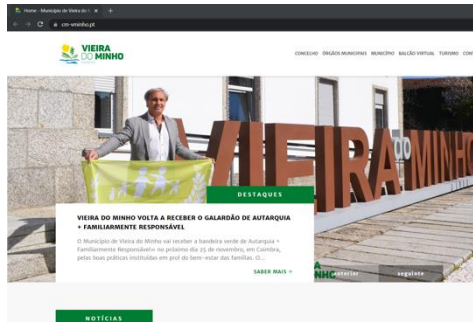 Home - Município de Vieira do
cm-vminho.pt
VIEIRA
DO MINHO
CONCELHO ÓRGÃOS MUNICIPAIS MUNICÍPIO BALCÃO VIRTUAL TURISMO
VIEIRA do MINHO
DESTAQUES
VIEIRA DO MINHO VOLTA A RECEBER O GALARDÃO DE AUTARQUIA
+ FAMILIARMENTE RESPONSÁVEL
O Município de Vieira do Minho vai receber a bandeira verde de Autarquia +
Familiarmente Responsável» no próximo dia 25 de novembro, em Coimbra,
pelas boas práticas instituídas em prol do bem-estar das famílias. O...
SABER MAIS
anterior
seguinte
NOTÍCIAS